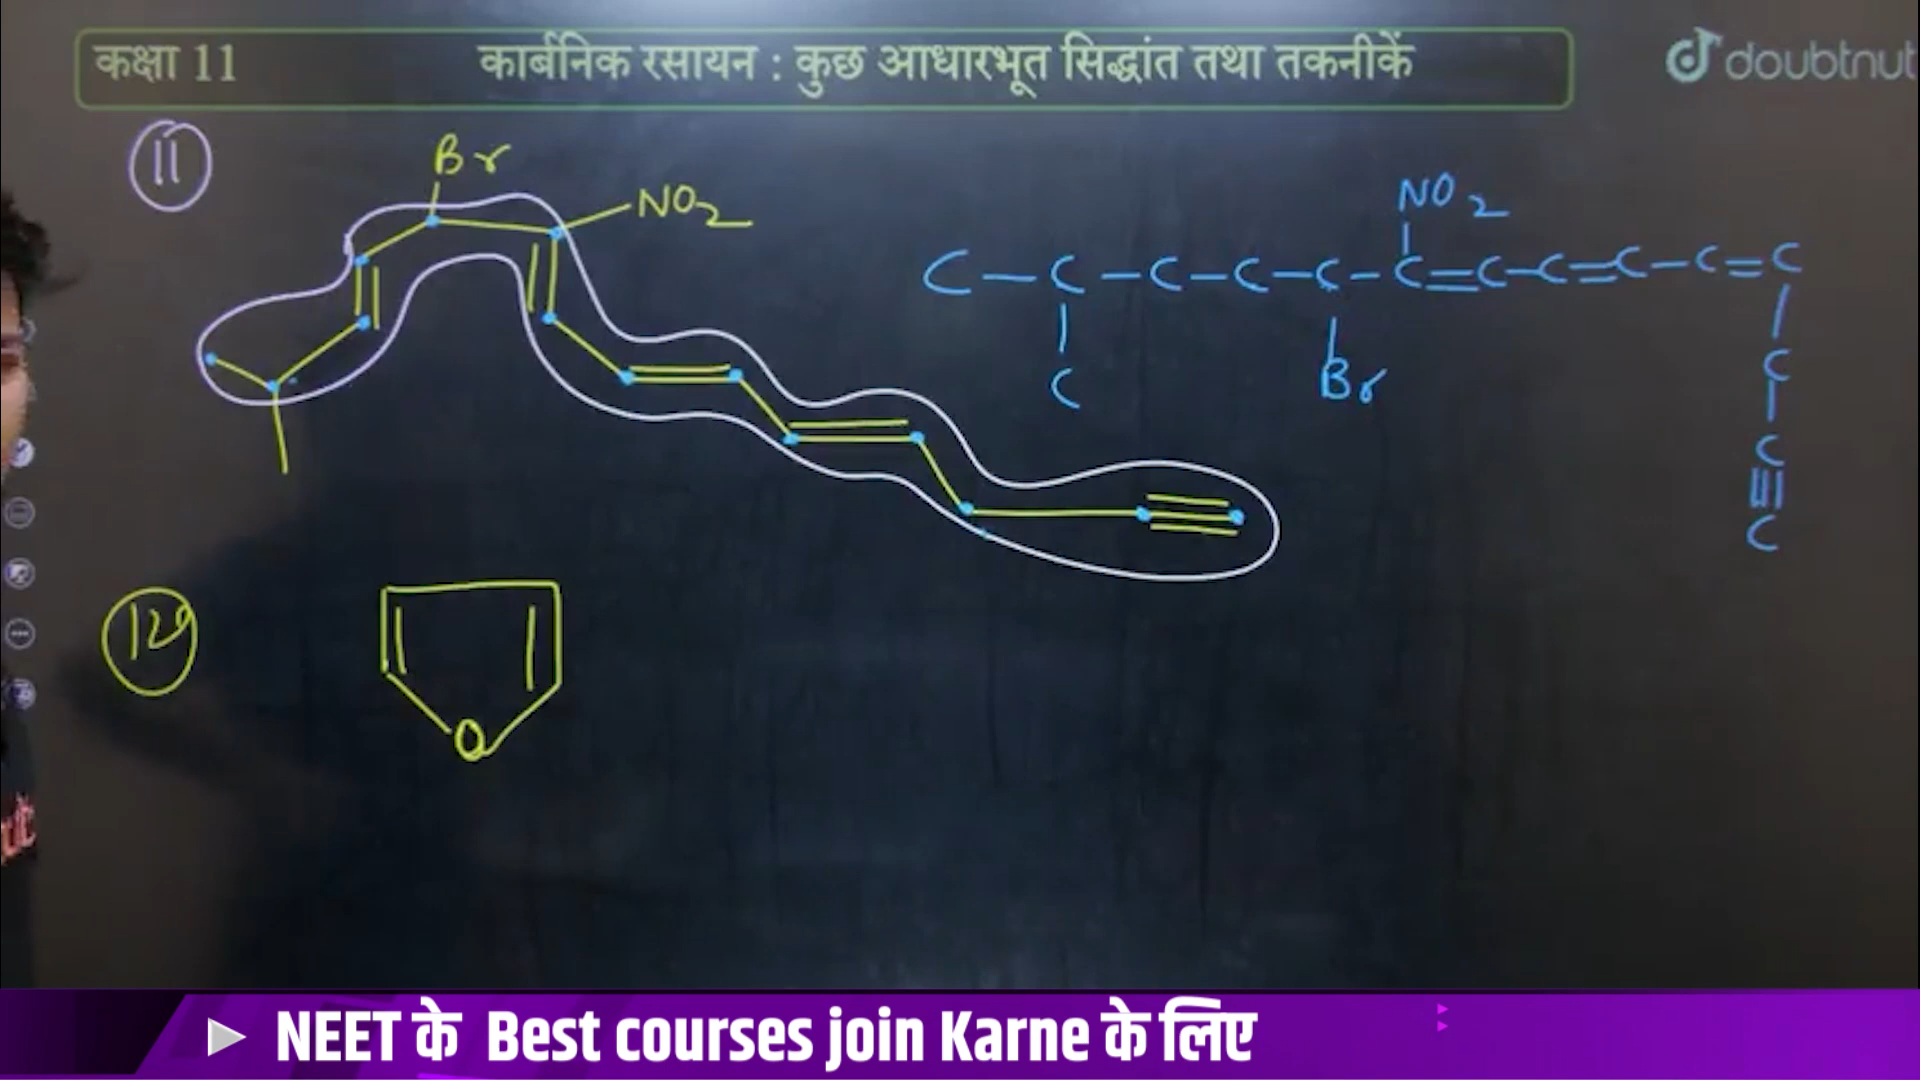 कक्षा 11 कार्बनिक रसायन : कुछ आधारभूत सिद्धांत तथा तकनीकें
doubtnut
11
Br
NO2
NO2
C-C-C-C-C-C=C-C=C-C=C
C
Br
C
C
≡
C
12
O
NEET के Best courses join Karne के लिए